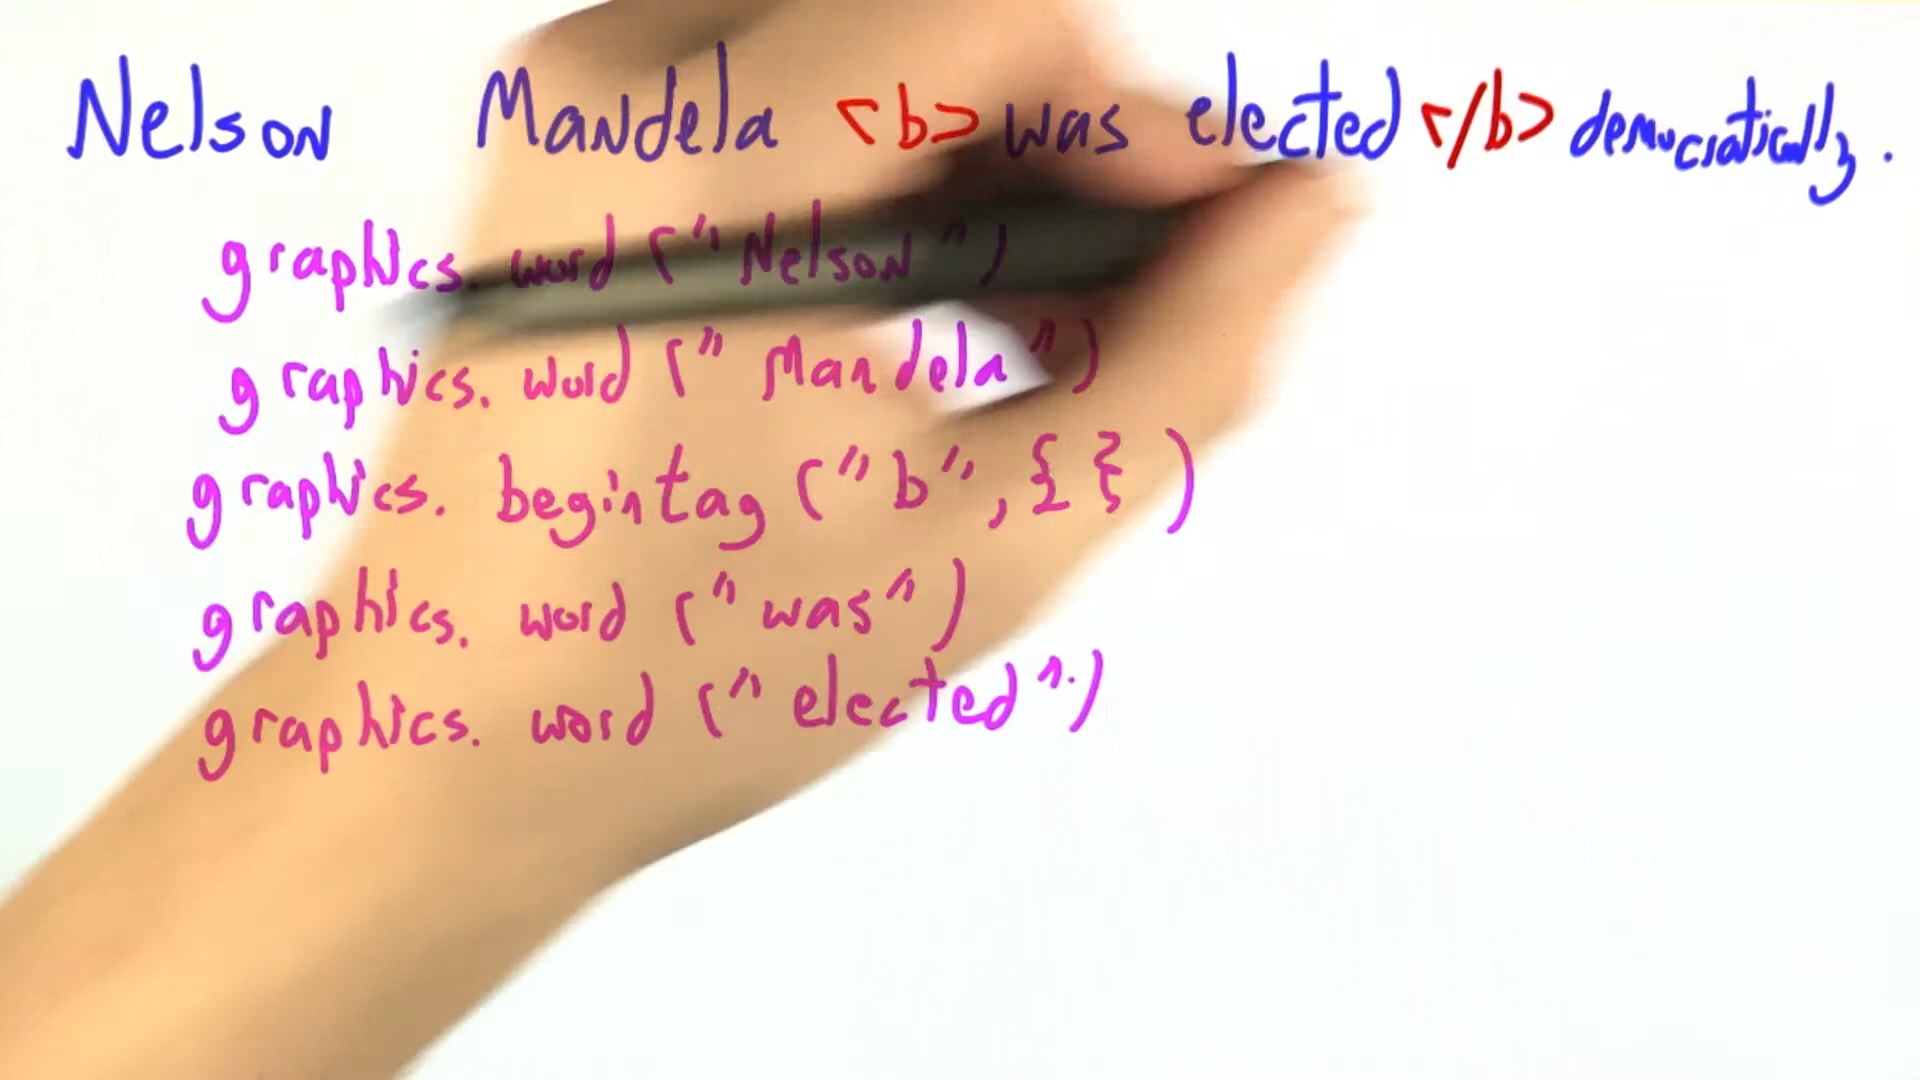 Nelson Mandela <b> was elected </b> democratically.
graphics. word ("Nelson")
graphics. word ("Mandela")
graphics. begintag ("b", { })
graphics. word ("was")
graphics. word ("elected")